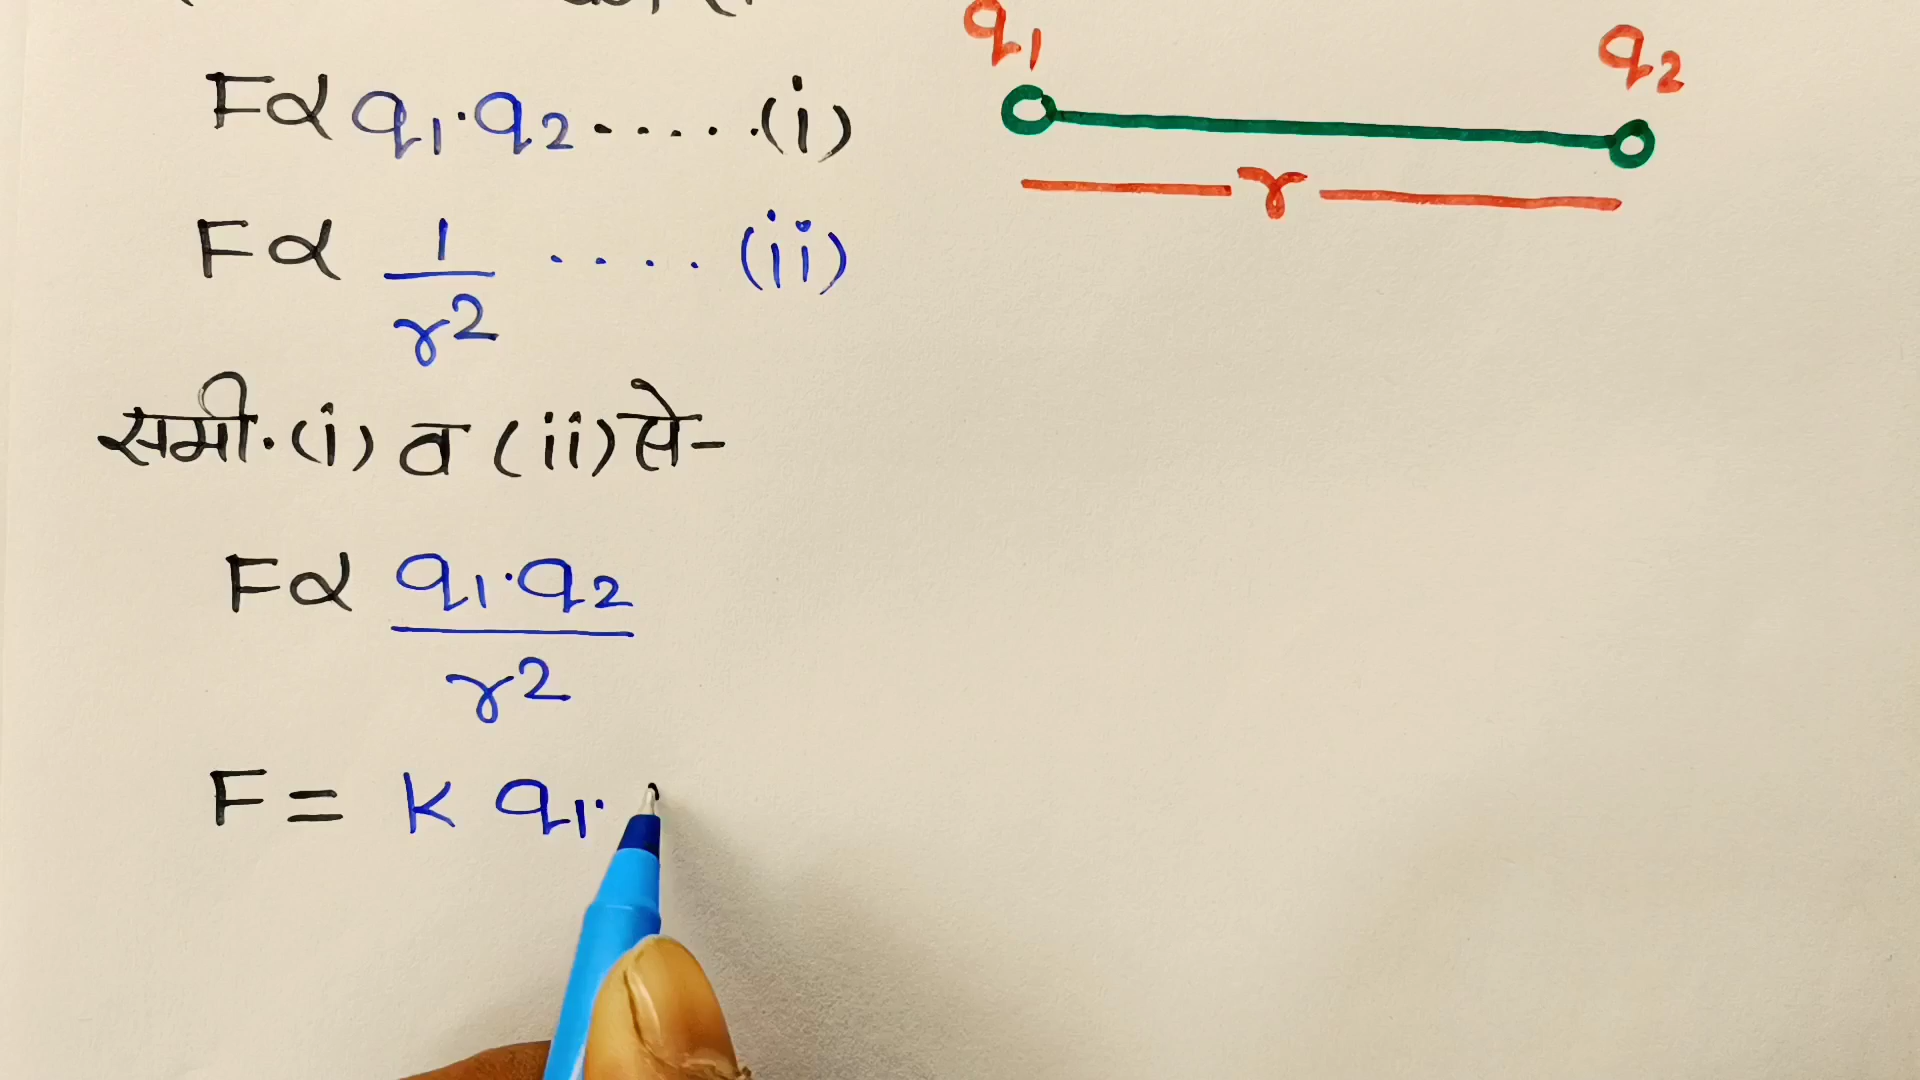 q₁ q₂
F∝ q₁.q₂ .....(i)
r
F∝ 1/r² .... (ii)
समी.(i) व (ii) से-
F∝ q₁.q₂/r²
F= K q₁.